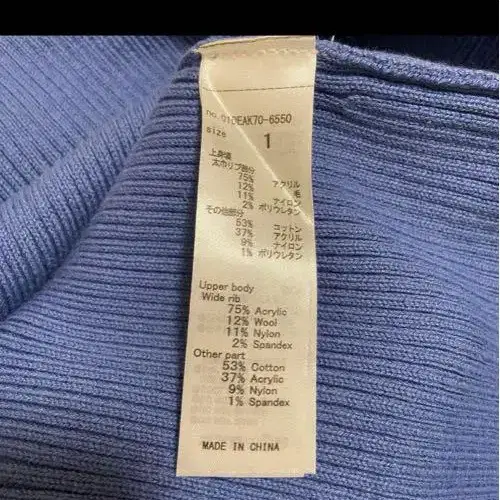 no. 01DEAK70-6550
size 1
上身頃
太ホリブ部分
75% アクリル
12% 毛
11% ナイロン
2% ポリウレタン
その他部分
53% コットン
37% アクリル
9% ナイロン
1% ポリウレタン
Upper body
Wide rib
75% Acrylic
12% Wool
11% Nylon
2% Spandex
Other part
53% Cotton
37% Acrylic
9% Nylon
1% Spandex
MADE IN CHINA